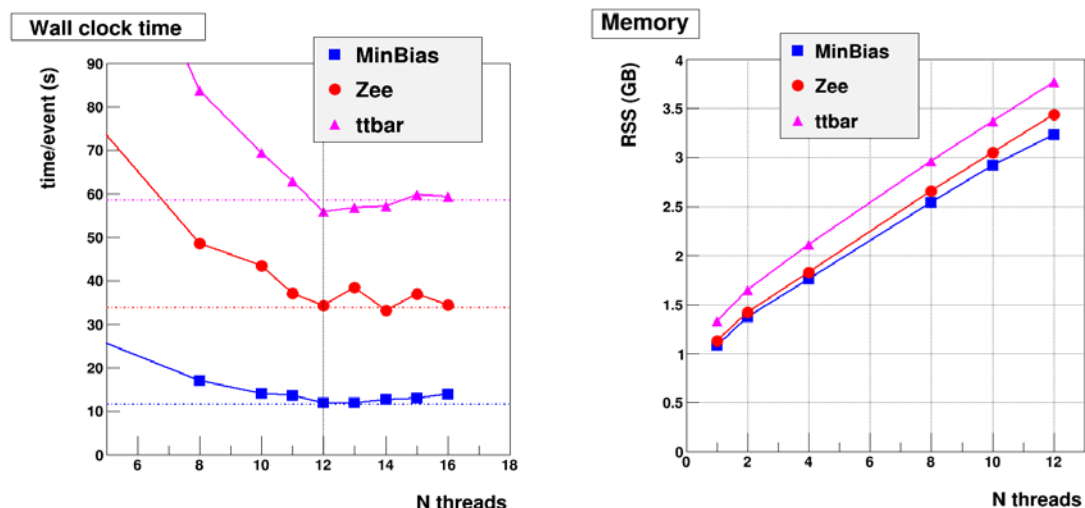 Wall clock time
MinBias
Zee
ttbar
time/event (s)
90
80
70
60
50
40
30
20
10
0
6 8 10 12 14 16 18
N threads
Memory
MinBias
Zee
ttbar
RSS (GB)
4
3.5
3
2.5
2
1.5
1
0.5
0
0 2 4 6 8 10 12
N threads